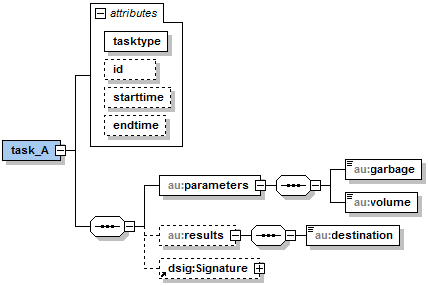 attributes
tasktype
id
starttime
endtime
task_A
au:parameters
au:garbage
au:volume
au:results
au:destination
dsig:Signature